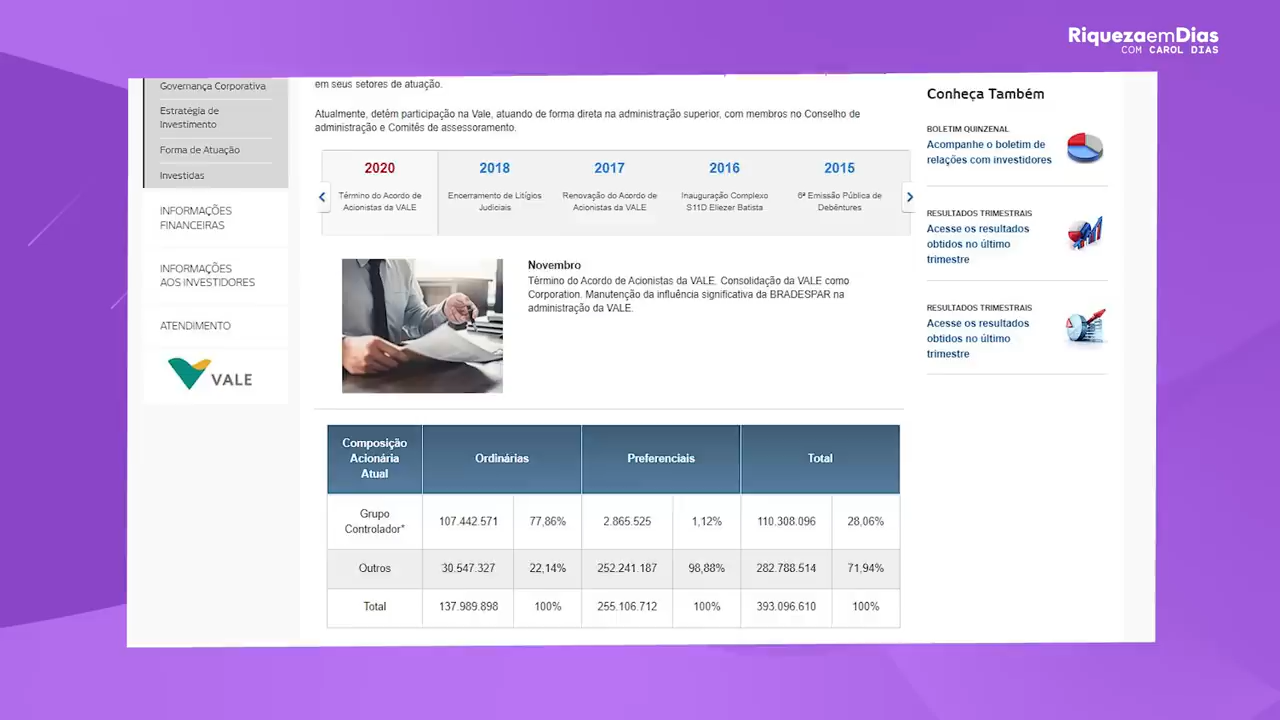 RiquezaemDias
COM CAROL DIAS
Governança Corporativa
Estratégia de
Investimento
Forma de Atuação
Investidas
INFORMAÇÕES
FINANCEIRAS
INFORMAÇÕES
AOS INVESTIDORES
ATENDIMENTO
VALE
em seus setores de atuação.
Atualmente, detém participação na Vale, atuando de forma direta na administração superior, com membros no Conselho de
administração e Comitês de assessoramento.
2020
Término do Acordo de
Acionistas da VALE
2018
Encerramento de Litígios
Judiciais
2017
Renovação do Acordo de
Acionistas da VALE
2016
Inauguração Complexo
S11D Eliezer Batista
2015
6ª Emissão Pública de
Debêntures
Novembro
Término do Acordo de Acionistas da VALE. Consolidação da VALE como
Corporation. Manutenção da influência significativa da BRADESPAR na
administração da VALE.
Composição
Acionária
Atual
Ordinárias
Preferenciais
Total
Grupo
Controlador*
107.442.571 77,86% 2.865.525 1,12% 110.308.096 28,06%
Outros 30.547.327 22,14% 252.241.187 98,88% 282.788.514 71,94%
Total 137.989.898 100% 255.106.712 100% 393.096.610 100%
Conheça Também
BOLETIM QUINZENAL
Acompanhe o boletim de
relações com investidores
RESULTADOS TRIMESTRAIS
Acesse os resultados
obtidos no último
trimestre
RESULTADOS TRIMESTRAIS
Acesse os resultados
obtidos no último
trimestre